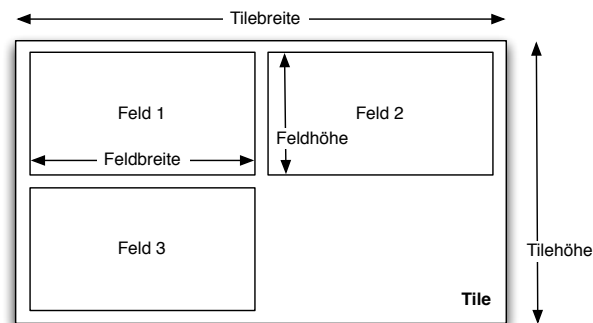 Tilebreite
Feld 1
Feld 2
Feldhöhe
Feldbreite
Feld 3
Tilehöhe
Tile